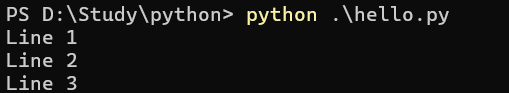 PS D:\Study\python> python .\hello.py
Line 1
Line 2
Line 3